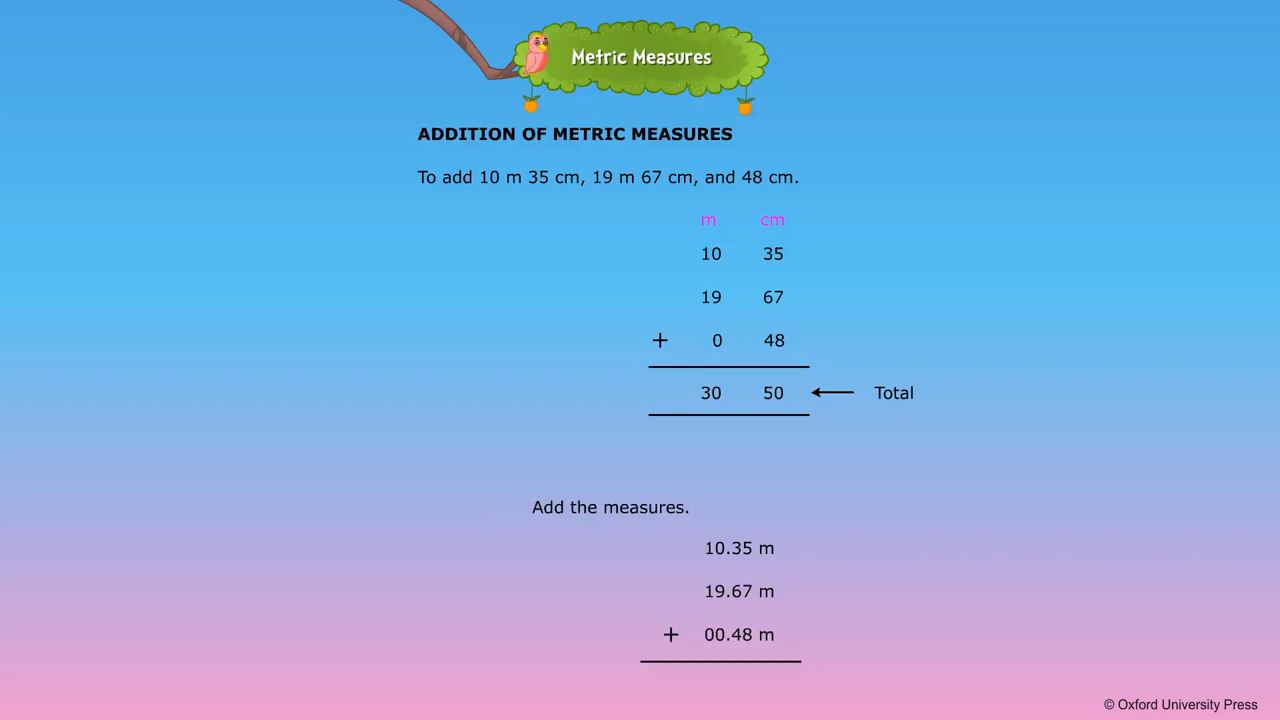 Metric Measures
ADDITION OF METRIC MEASURES
To add 10 m 35 cm, 19 m 67 cm, and 48 cm.
m cm
10 35
19 67
+ 0 48
30 50 Total
Add the measures.
10.35 m
19.67 m
+ 00.48 m
© Oxford University Press